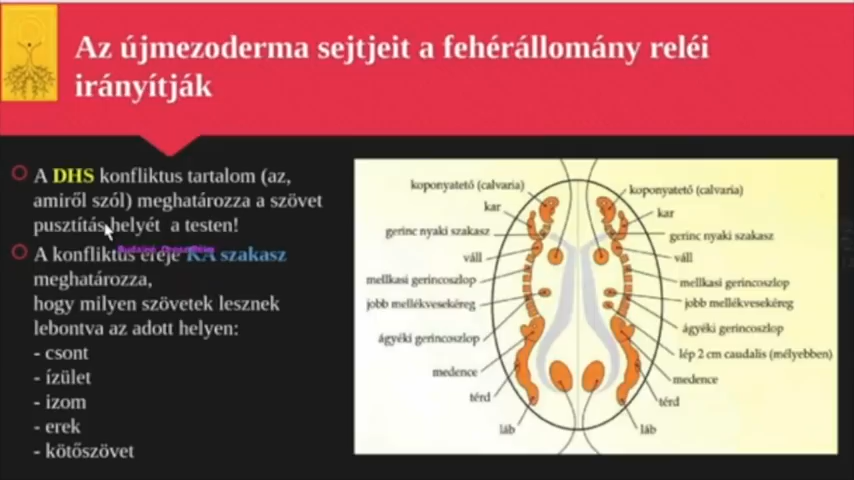 Az újmezoderma sejtjeit a fehérállomány reléi
irányítják
A DHS konfliktus tartalom (az,
amiről szól) meghatározza a szövet
pusztítás helyét a testen!
A konfliktus ereje KA szakasz
meghatározza,
hogy milyen szövetek lesznek
lebontva az adott helyen:
- csont
- ízület
- izom
- erek
- kötőszövet
koponyatető (calvaria)
kar
gerinc nyaki szakasz
váll
mellkasi gerincoszlop
jobb mellékvesekéreg
ágyéki gerincoszlop
medence
térd
láb
koponyatető (calvaria)
kar
gerinc nyaki szakasz
váll
mellkasi gerincoszlop
jobb mellékvesekéreg
ágyéki gerincoszlop
lép 2 cm caudalis (mélyebben)
medence
térd
láb